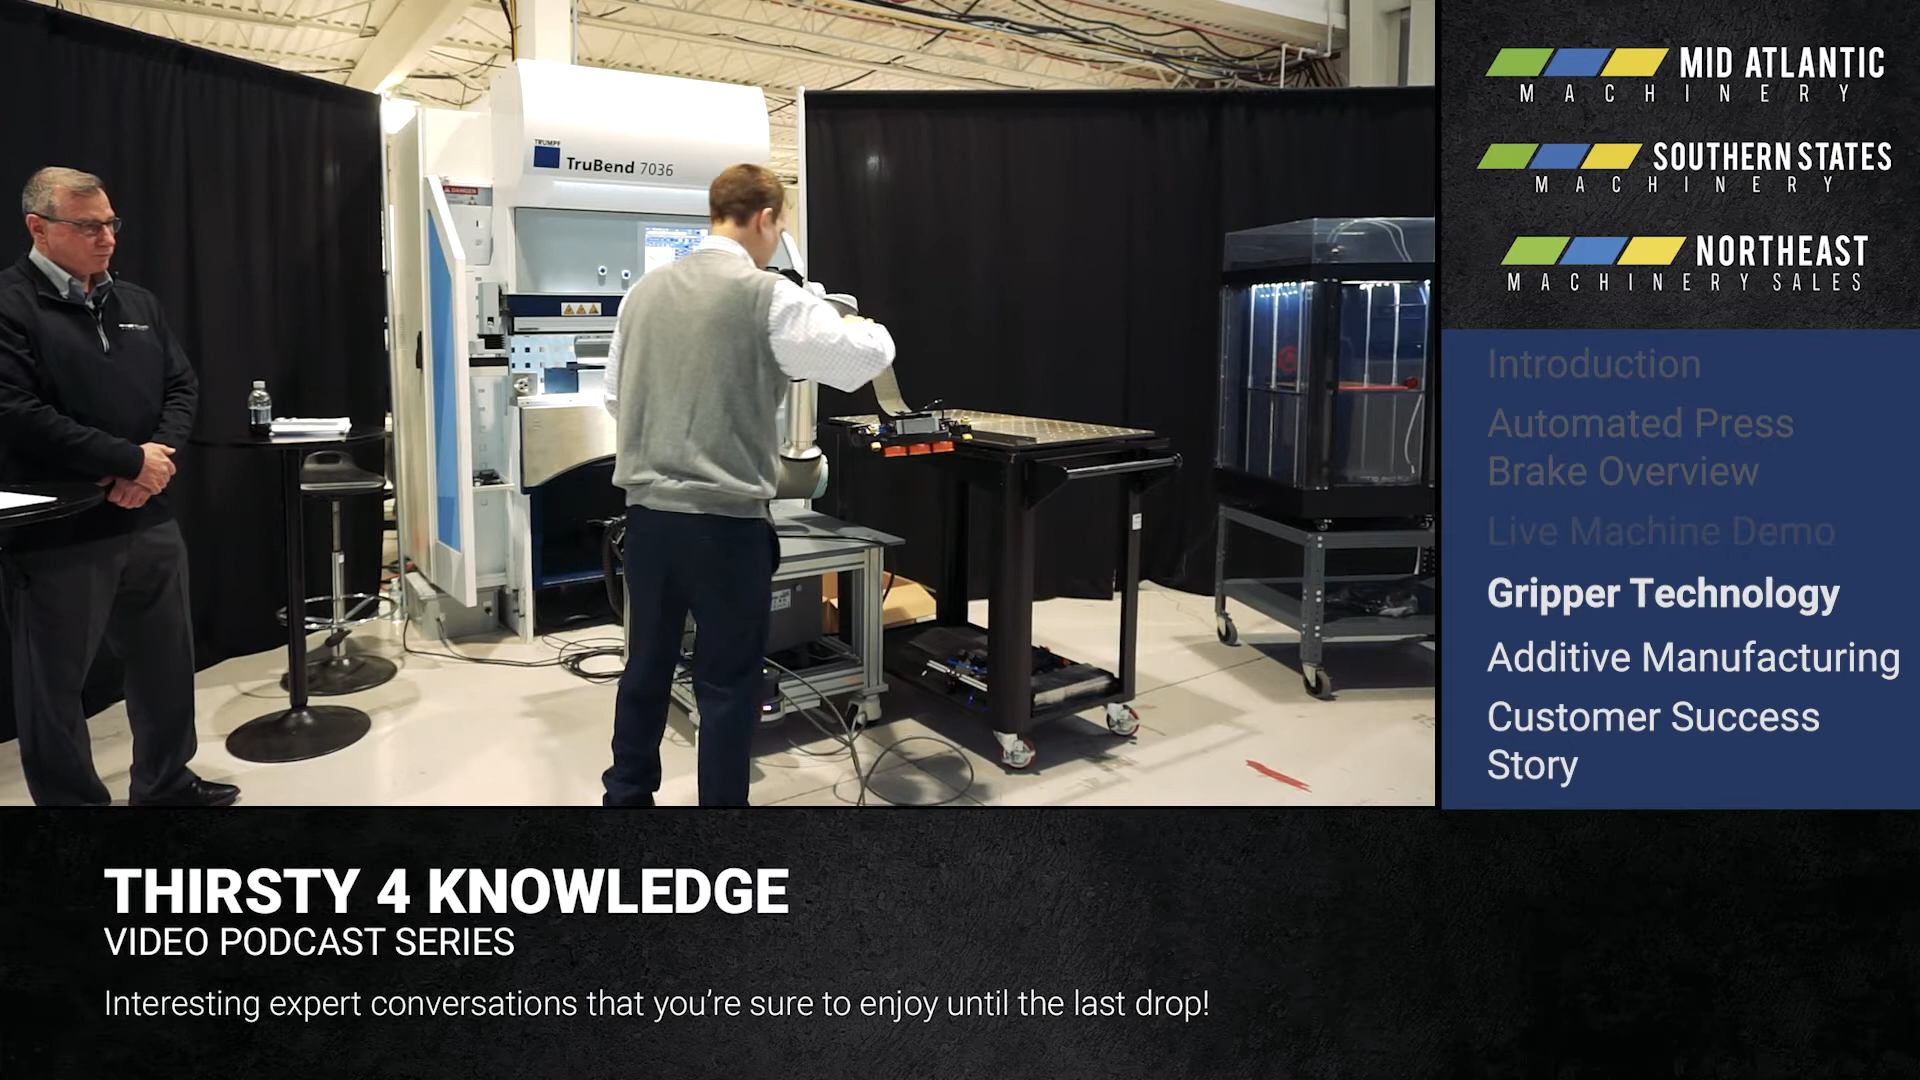 TRUMPF
TruBend 7036
DANGER
MID ATLANTIC
MACHINERY
SOUTHERN STATES
MACHINERY
NORTHEAST
MACHINERY SALES
Introduction
Automated Press
Brake Overview
Live Machine Demo
Gripper Technology
Additive Manufacturing
Customer Success
Story
THIRSTY 4 KNOWLEDGE
VIDEO PODCAST SERIES
Interesting expert conversations that you’re sure to enjoy until the last drop!